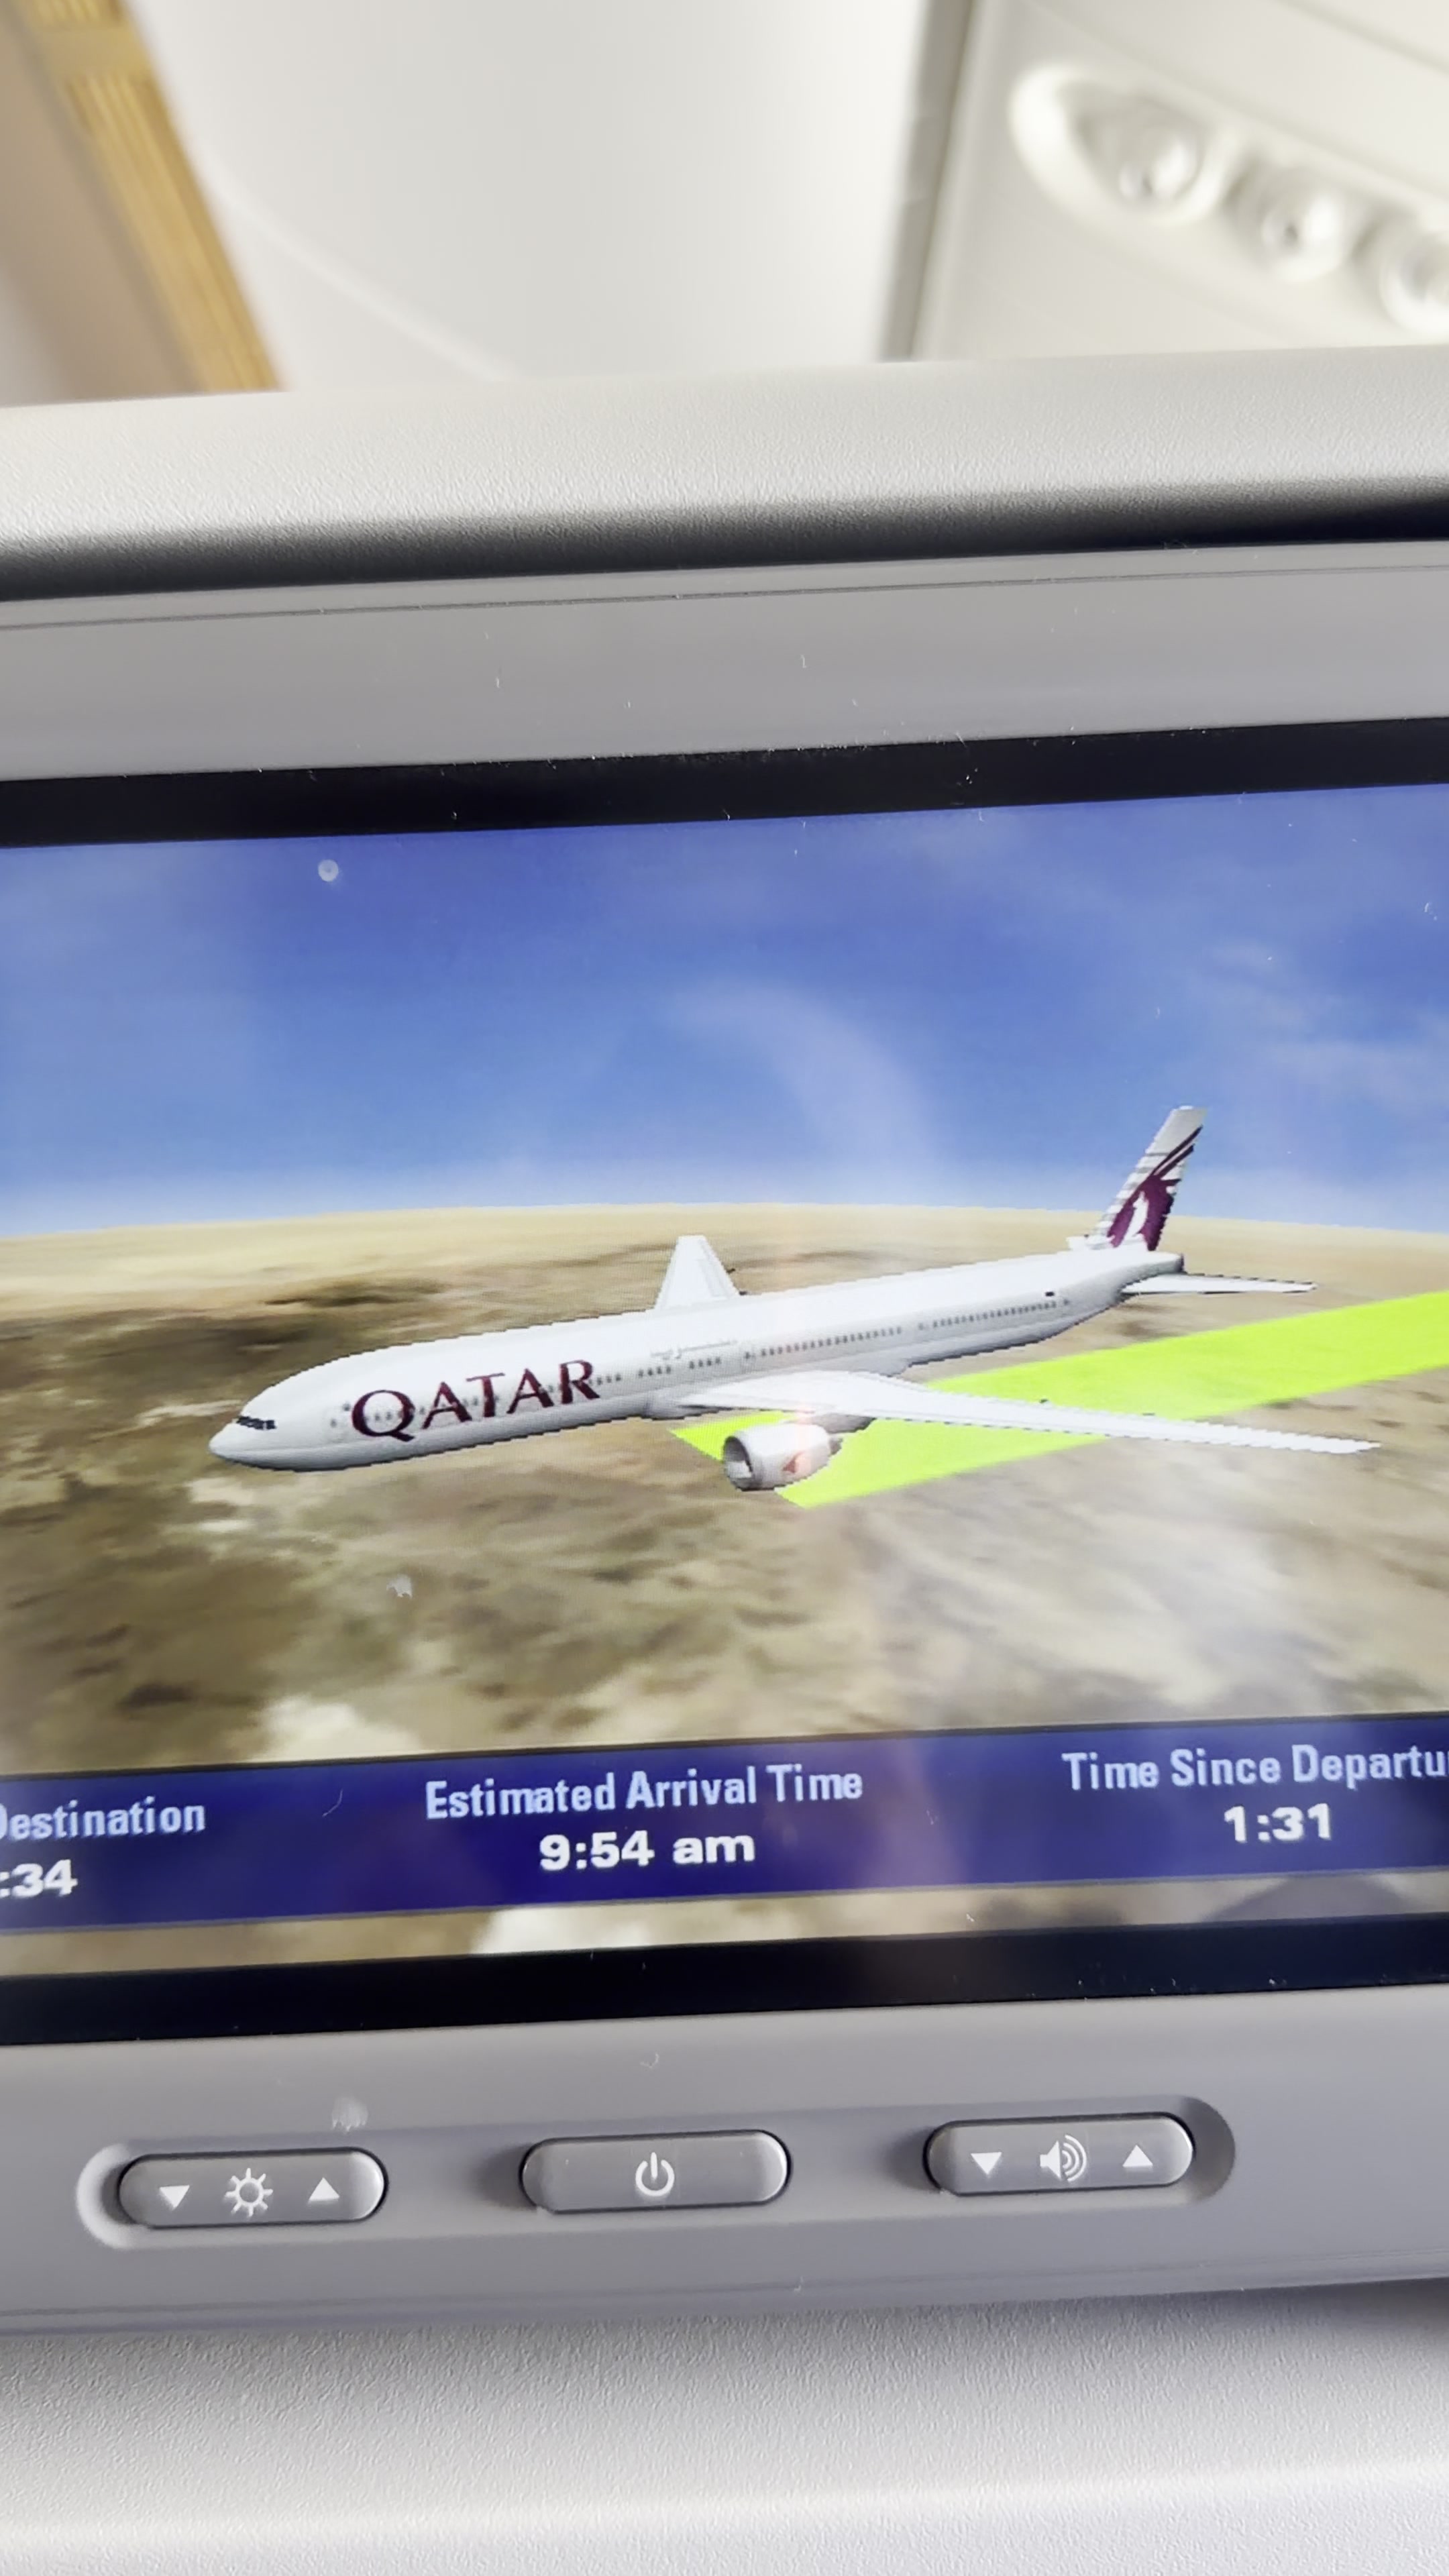 QATAR
Destination
:34
Estimated Arrival Time
9:54 am
Time Since Departu
1:31